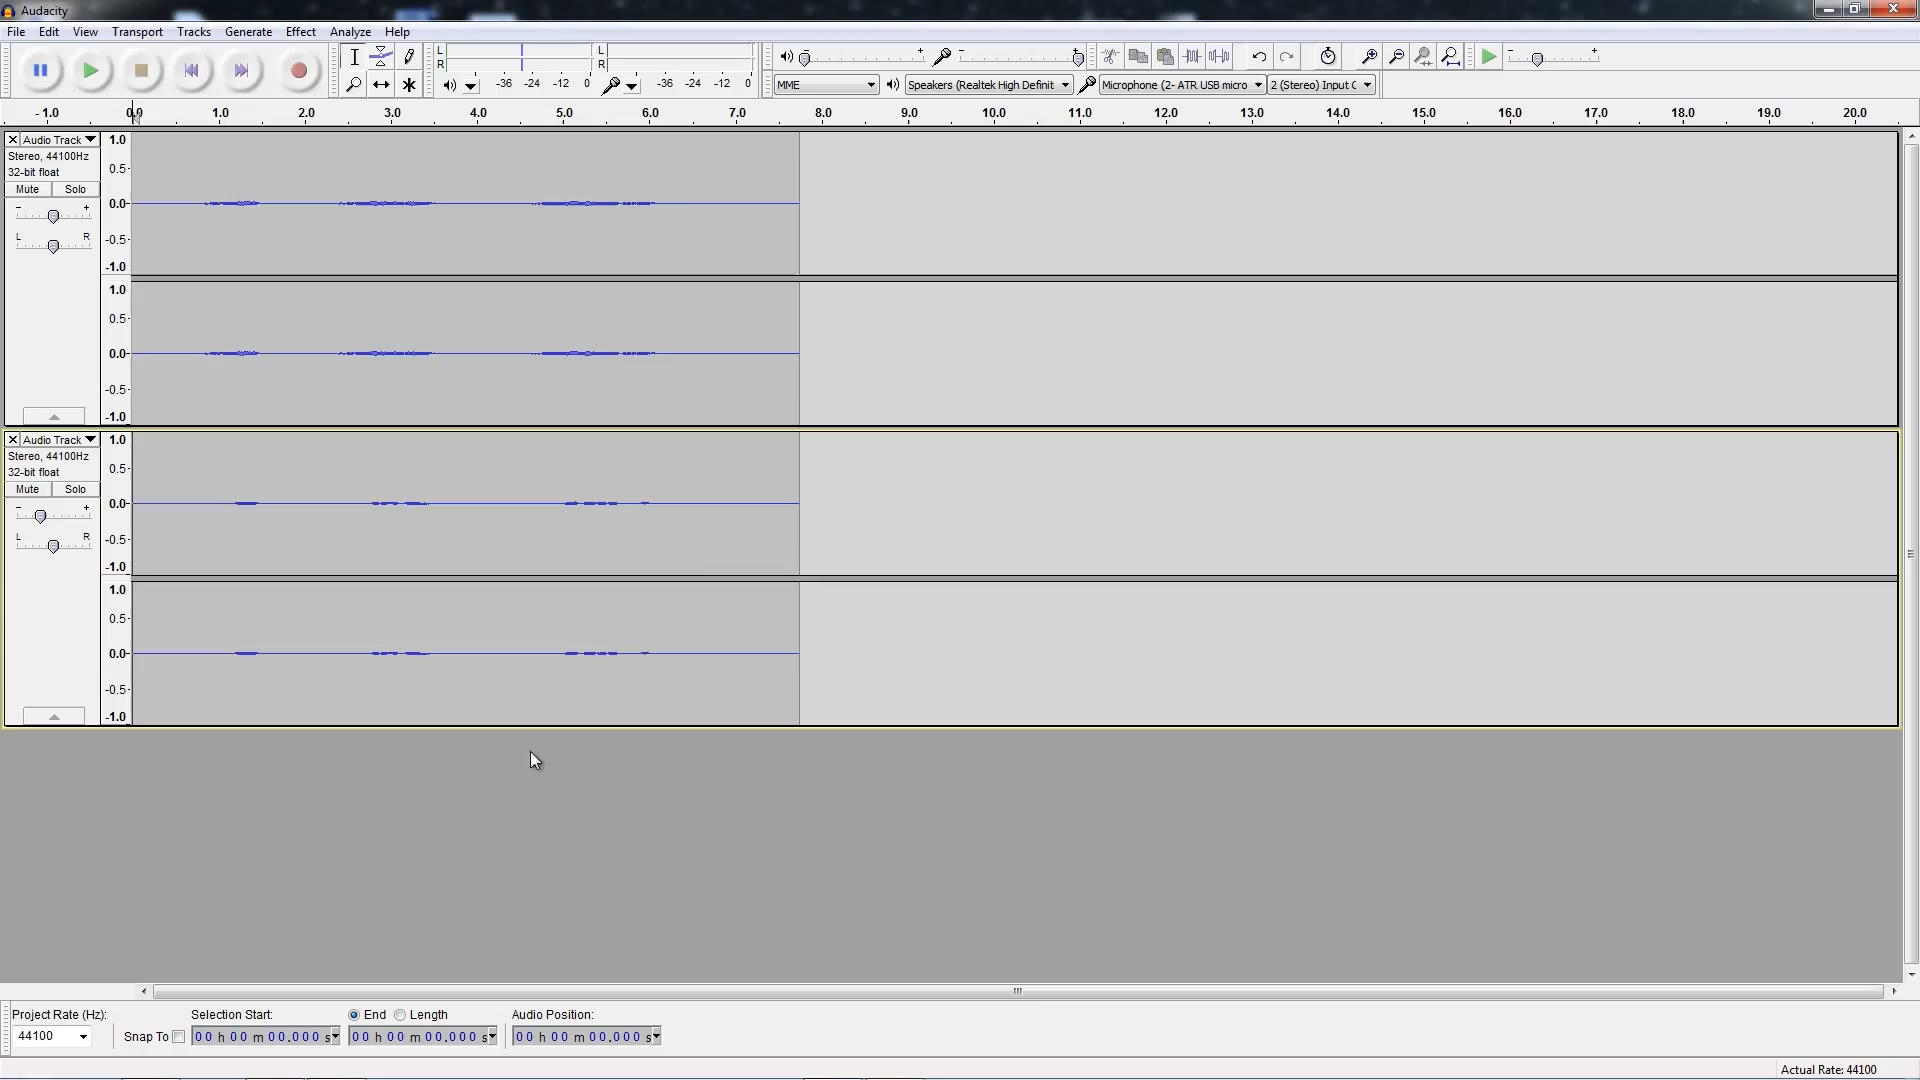 Audacity
File Edit View Transport Tracks Generate Effect Analyze Help
L
R
L
R
-36 -24 -12 0
-36 -24 -12 0
- +
- +
- +
MME
Speakers (Realtek High Definit
Microphone (2- ATR USB micro
2 (Stereo) Input C
-1.0 0.0 1.0 2.0 3.0 4.0 5.0 6.0 7.0 8.0 9.0 10.0 11.0 12.0 13.0 14.0 15.0 16.0 17.0 18.0 19.0 20.0
Audio Track
Stereo, 44100Hz
32-bit float
Mute Solo
- +
L R
1.0
0.5-
0.0-
-0.5-
-1.0
1.0
0.5-
0.0-
-0.5-
-1.0
Audio Track
Stereo, 44100Hz
32-bit float
Mute Solo
- +
L R
1.0
0.5-
0.0-
-0.5-
-1.0
1.0
0.5-
0.0-
-0.5-
-1.0
Project Rate (Hz): Selection Start: End Length Audio Position:
44100 Snap To 00 h 00 m 00.000 s 00 h 00 m 00.000 s 00 h 00 m 00.000 s
Actual Rate: 44100